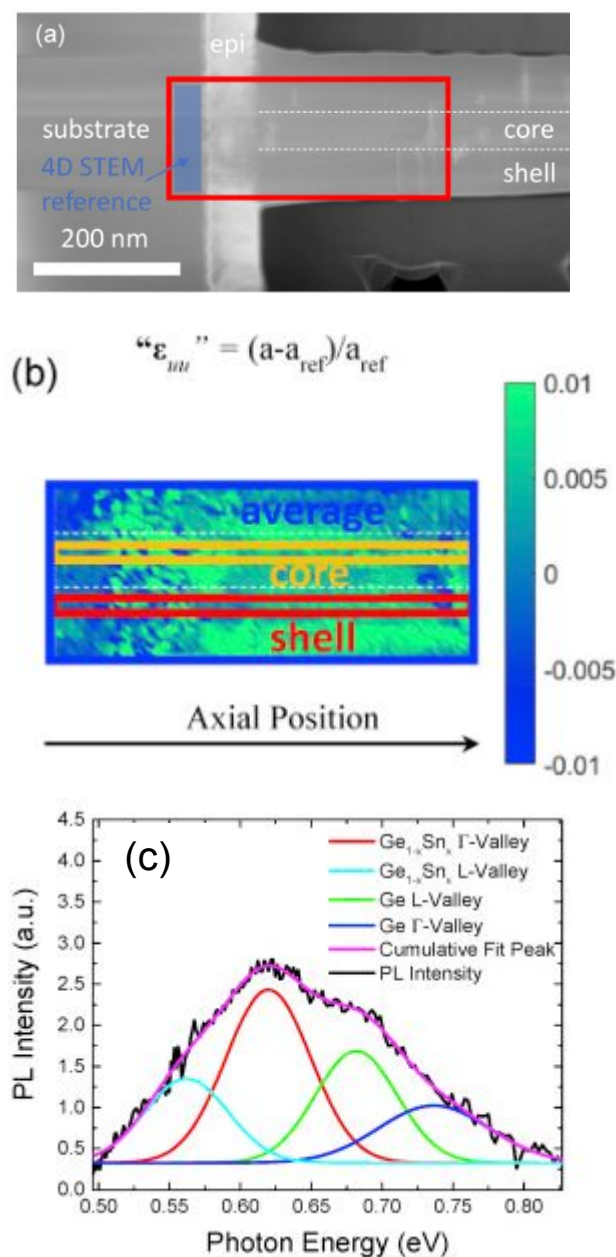 (a)
epi
substrate
core
4D STEM
shell
reference
200 nm
(b)
“ε_uu” = (a-a_ref)/a_ref
0.01
average
0.005
core
0
shell
-0.005
Axial Position
-0.01
(c)
Ge₁₋ₓSnₓ Γ-Valley
Ge₁₋ₓSnₓ L-Valley
Ge L-Valley
Ge Γ-Valley
Cumulative Fit Peak
PL Intensity
PL Intensity (a.u.)
4.5
4.0
3.5
3.0
2.5
2.0
1.5
1.0
0.5
0.0
0.50 0.55 0.60 0.65 0.70 0.75 0.80
Photon Energy (eV)